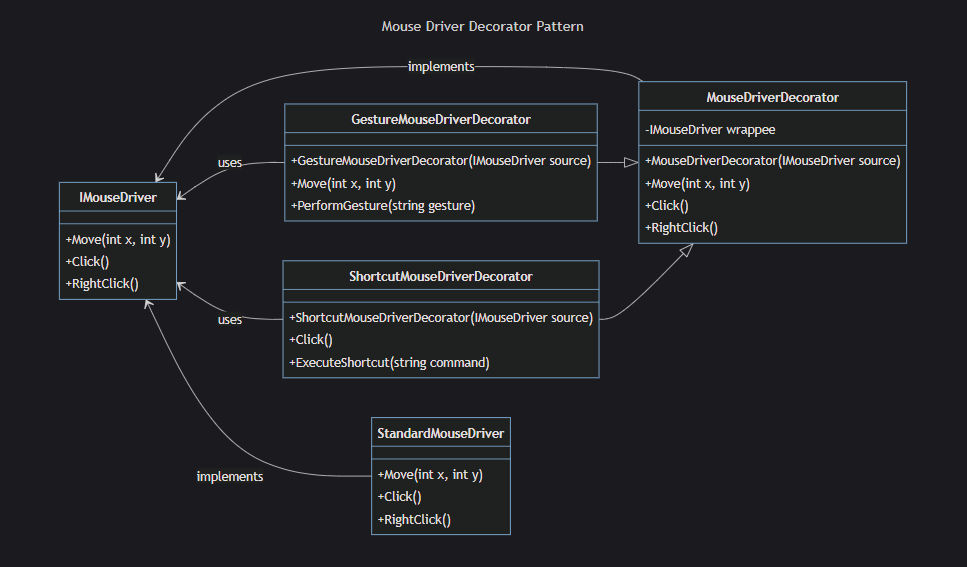 Mouse Driver Decorator Pattern
implements
MouseDriverDecorator
-IMouseDriver wrappee
+MouseDriverDecorator(IMouseDriver source)
+Move(int x, int y)
+Click()
+RightClick()
GestureMouseDriverDecorator
+GestureMouseDriverDecorator(IMouseDriver source)
+Move(int x, int y)
+PerformGesture(string gesture)
uses
IMouseDriver
+Move(int x, int y)
+Click()
+RightClick()
ShortcutMouseDriverDecorator
+ShortcutMouseDriverDecorator(IMouseDriver source)
+Click()
+ExecuteShortcut(string command)
uses
StandardMouseDriver
+Move(int x, int y)
+Click()
+RightClick()
implements